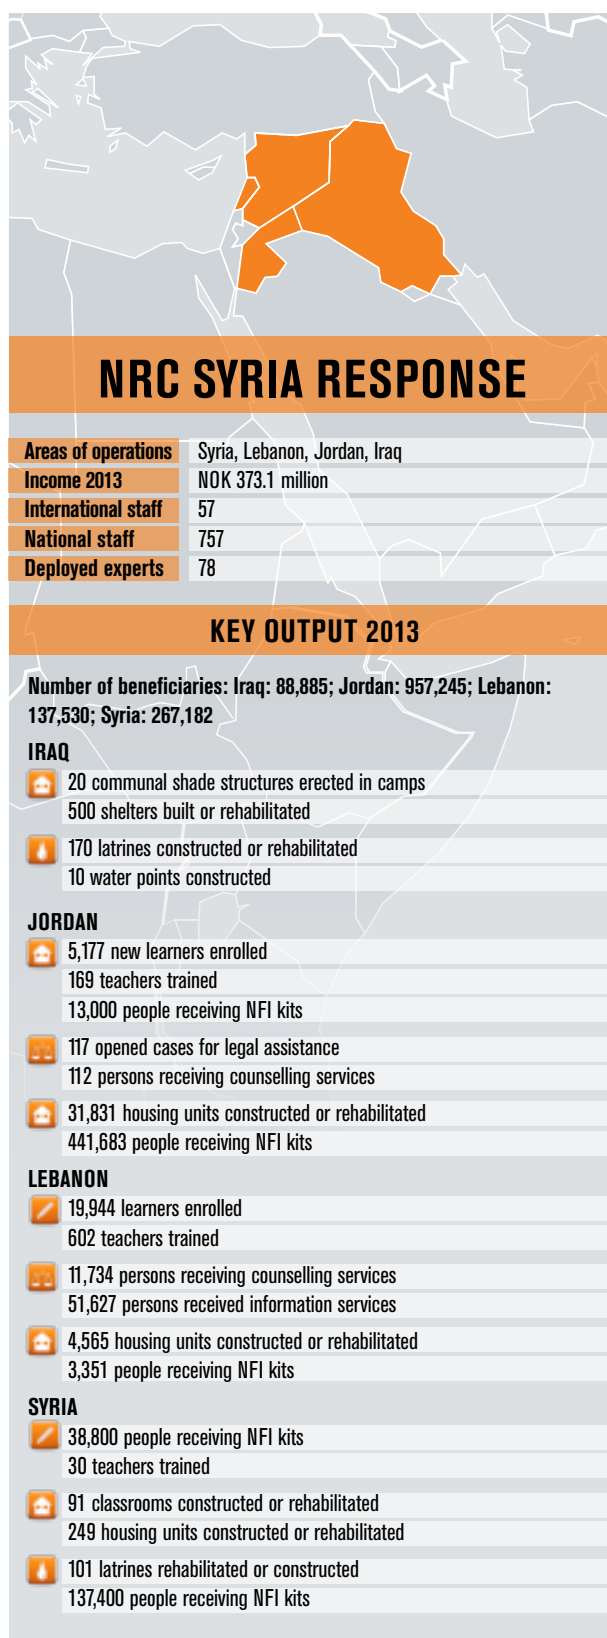 NRC SYRIA RESPONSE
Areas of operations Syria, Lebanon, Jordan, Iraq
Income 2013 NOK 373.1 million
International staff 57
National staff 757
Deployed experts 78
KEY OUTPUT 2013
Number of beneficiaries: Iraq: 88,885; Jordan: 957,245; Lebanon:
137,530; Syria: 267,182
IRAQ
20 communal shade structures erected in camps
500 shelters built or rehabilitated
170 latrines constructed or rehabilitated
10 water points constructed
JORDAN
5,177 new learners enrolled
169 teachers trained
13,000 people receiving NFI kits
117 opened cases for legal assistance
112 persons receiving counselling services
31,831 housing units constructed or rehabilitated
441,683 people receiving NFI kits
LEBANON
19,944 learners enrolled
602 teachers trained
11,734 persons receiving counselling services
51,627 persons received information services
4,565 housing units constructed or rehabilitated
3,351 people receiving NFI kits
SYRIA
38,800 people receiving NFI kits
30 teachers trained
91 classrooms constructed or rehabilitated
249 housing units constructed or rehabilitated
101 latrines rehabilitated or constructed
137,400 people receiving NFI kits